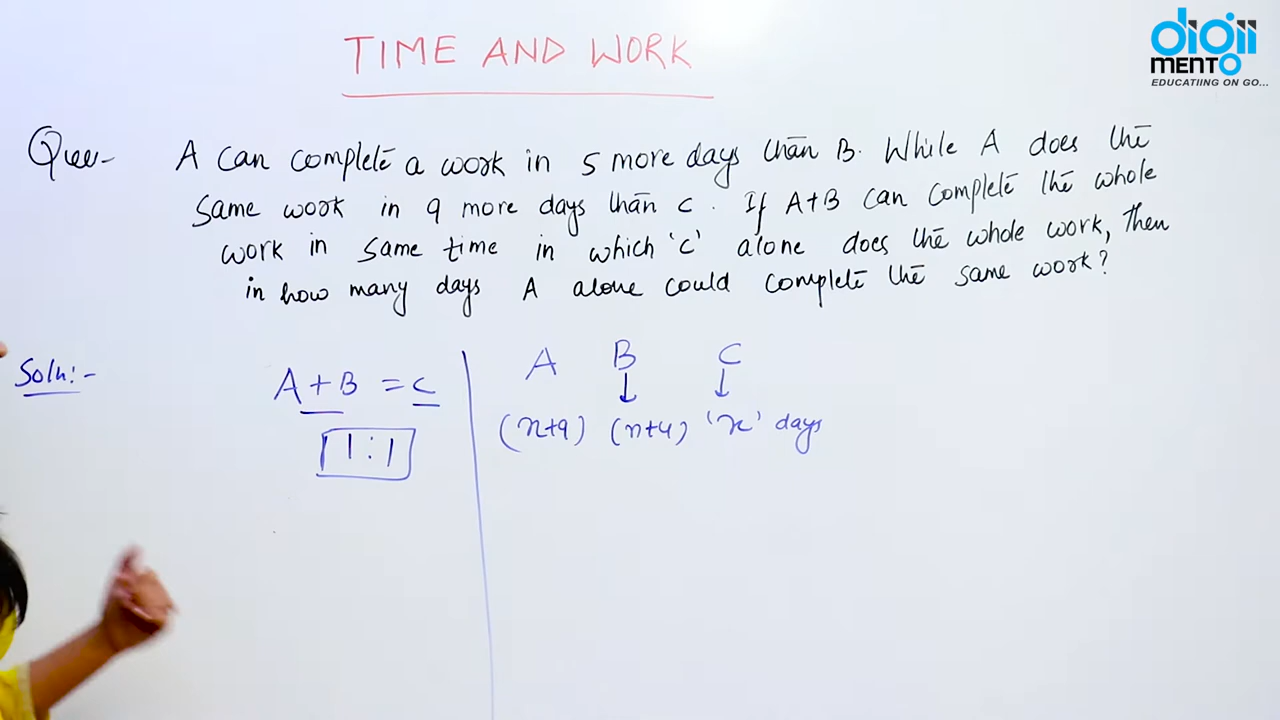 digii
MENTO
EDUCATIING ON GO...
TIME AND WORK
Ques- A can complete a work in 5 more days than B. While A does the
same work in 9 more days than C. If A+B can complete the whole
work in same time in which 'C' alone does the whole work, then
in how many days A alone could complete the same work?
Soln:-
A+B = C
1:1
A B C
(x+9) (x+4) 'x' days